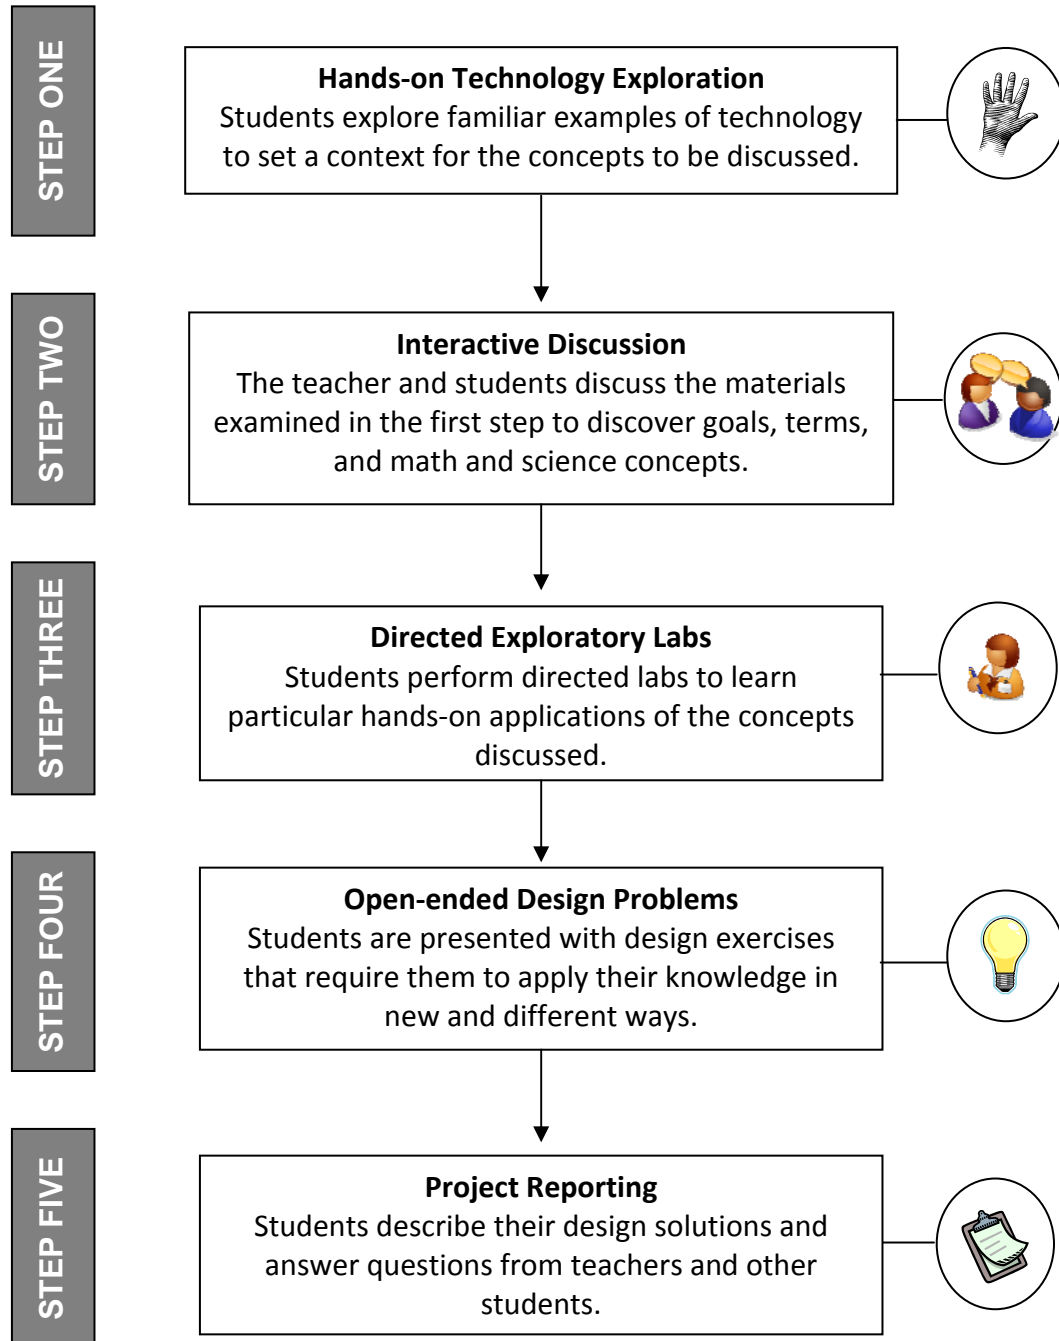 STEP ONE
Hands-on Technology Exploration
Students explore familiar examples of technology
to set a context for the concepts to be discussed.
STEP TWO
Interactive Discussion
The teacher and students discuss the materials
examined in the first step to discover goals, terms,
and math and science concepts.
STEP THREE
Directed Exploratory Labs
Students perform directed labs to learn
particular hands-on applications of the concepts
discussed.
STEP FOUR
Open-ended Design Problems
Students are presented with design exercises
that require them to apply their knowledge in
new and different ways.
STEP FIVE
Project Reporting
Students describe their design solutions and
answer questions from teachers and other
students.